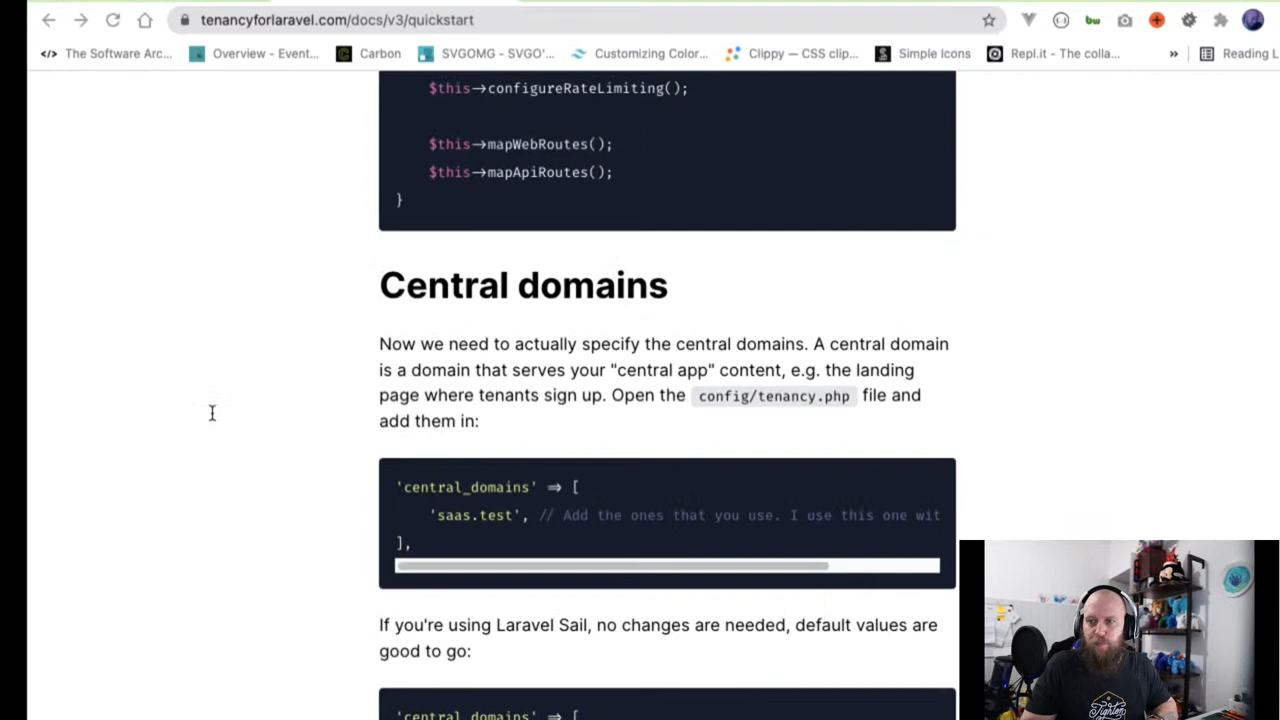 tenancyforlaravel.com/docs/v3/quickstart
The Software Arc... Overview - Event... Carbon SVGOMG - SVGO'... Customizing Color... Clippy — CSS clip... Simple Icons Repl.it - The colla... » Reading L
$this→configureRateLimiting();
$this→mapWebRoutes();
$this→mapApiRoutes();
}
Central domains
Now we need to actually specify the central domains. A central domain
is a domain that serves your "central app" content, e.g. the landing
page where tenants sign up. Open the config/tenancy.php file and
add them in:
'central_domains' ⇒ [
'saas.test', // Add the ones that you use. I use this one wit
],
If you're using Laravel Sail, no changes are needed, default values are
good to go:
'central_domains' ⇒ [
Tighten